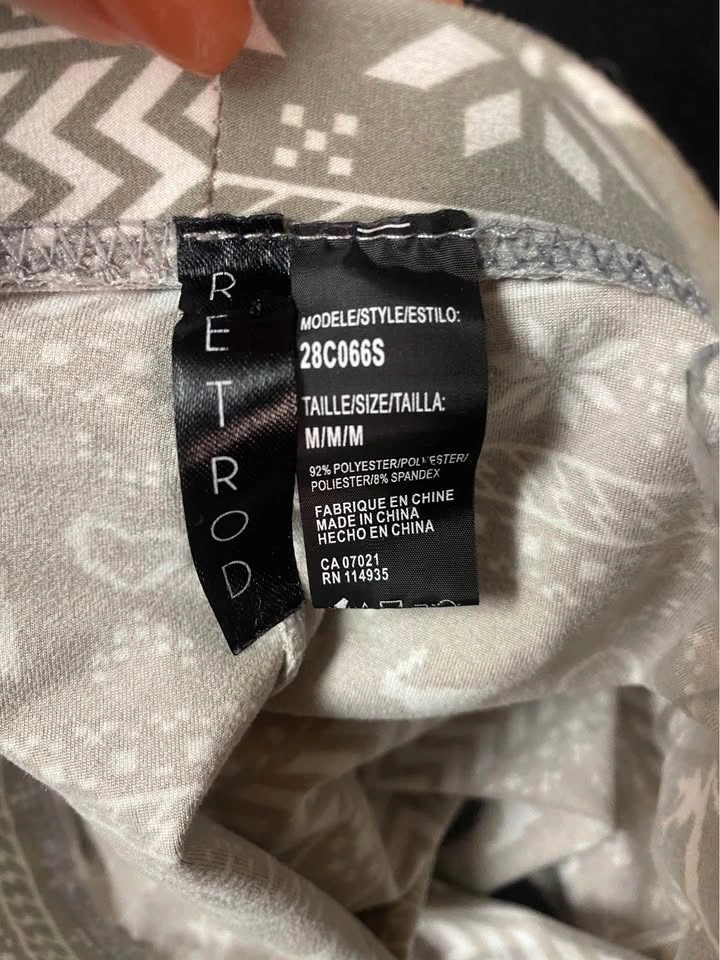 RETROD
MODELE/STYLE/ESTILO:
28C066S
TAILLE/SIZE/TAILLA:
M/M/M
92% POLYESTER/POLYESTER/
POLIESTER/8% SPANDEX
FABRIQUE EN CHINE
MADE IN CHINA
HECHO EN CHINA
CA 07021
RN 114935